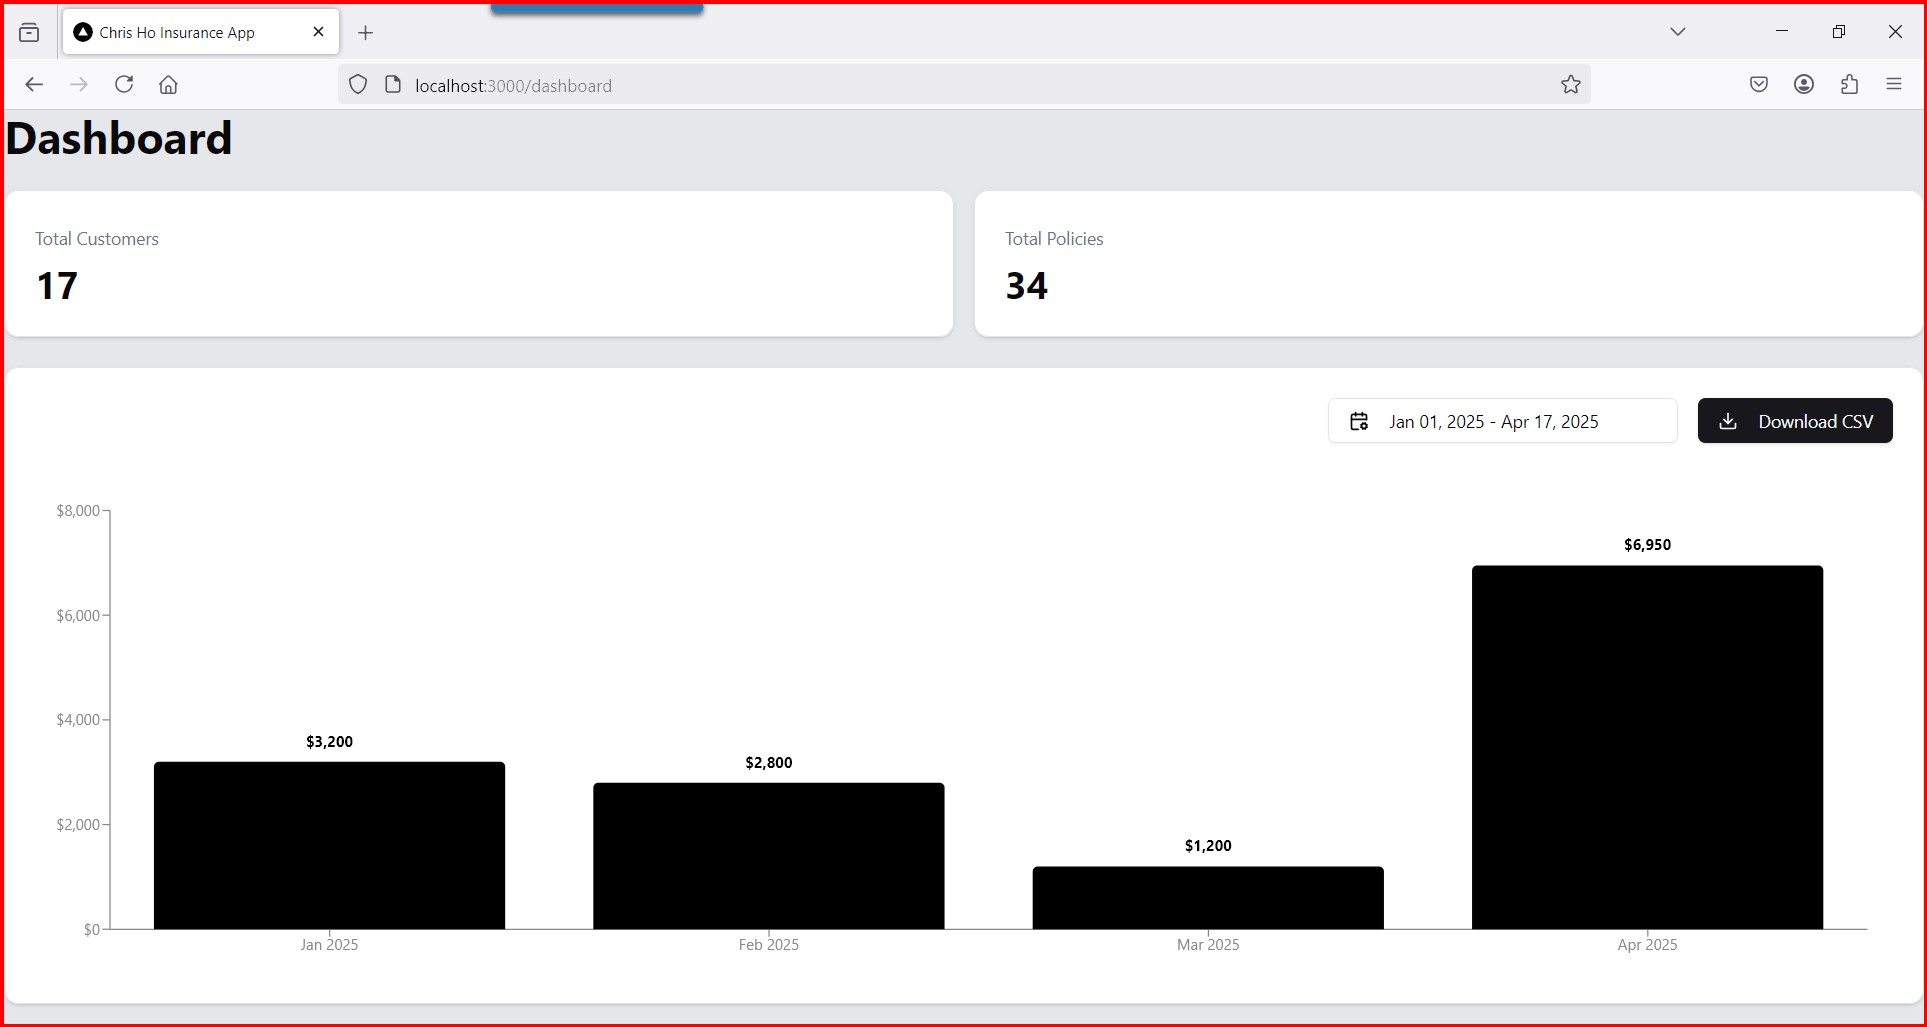 Chris Ho Insurance App
localhost:3000/dashboard
Dashboard
Total Customers
17
Total Policies
34
Jan 01, 2025 - Apr 17, 2025
Download CSV
$8,000
$6,000
$4,000
$2,000
$0
$3,200
$2,800
$1,200
$6,950
Jan 2025
Feb 2025
Mar 2025
Apr 2025